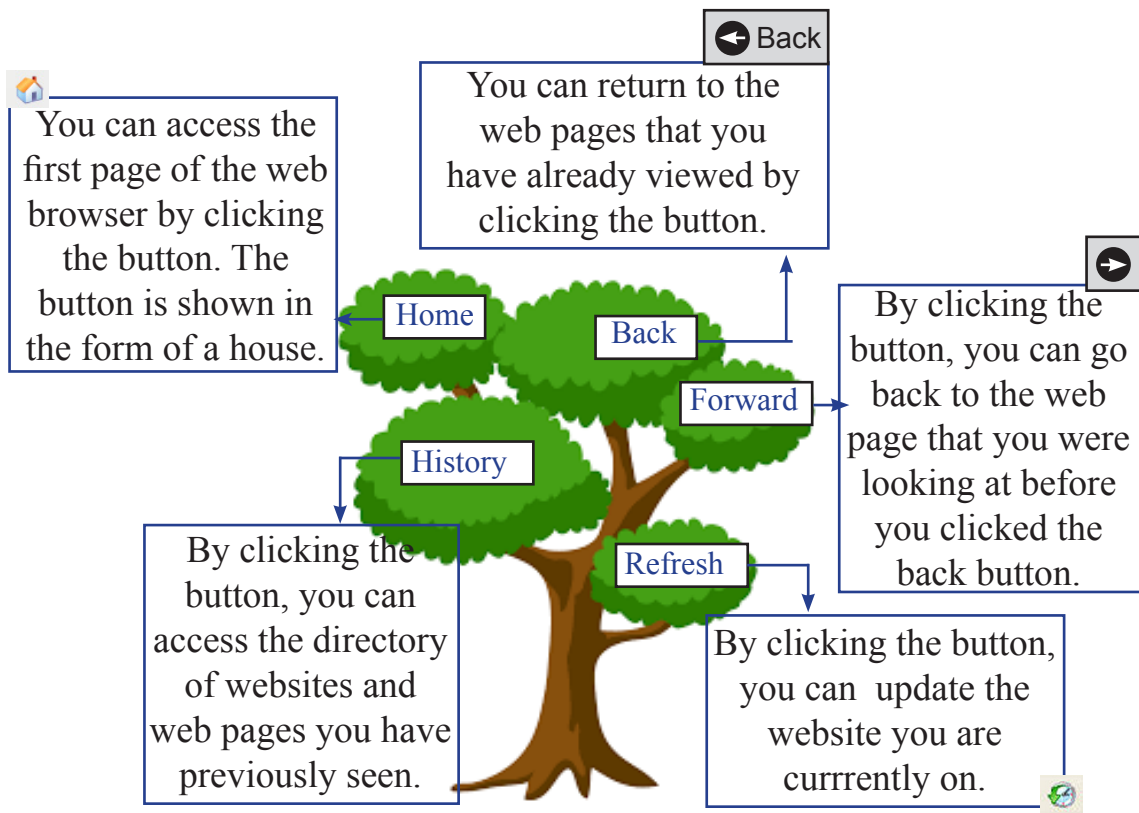 Back
You can return to the
web pages that you
have already viewed by
clicking the button.
You can access the
first page of the web
browser by clicking
the button. The
button is shown in
the form of a house.
Home
Back
Forward
By clicking the
button, you can go
back to the web
page that you were
looking at before
you clicked the
back button.
History
By clicking the
button, you can
access the directory
of websites and
web pages you have
previously seen.
Refresh
By clicking the button,
you can  update the
website you are
currrently on.